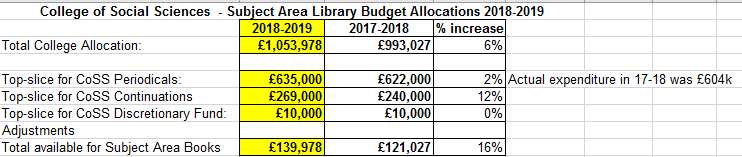 College of Social Sciences - Subject Area Library Budget Allocations 2018-2019
2018-2019 2017-2018 % increase
Total College Allocation: £1,053,978 £993,027 6%
Top-slice for CoSS Periodicals: £635,000 £622,000 2% Actual expenditure in 17-18 was £604k
Top-slice for CoSS Continuations £269,000 £240,000 12%
Top-slice for CoSS Discretionary Fund: £10,000 £10,000 0%
Adjustments
Total available for Subject Area Books £139,978 £121,027 16%